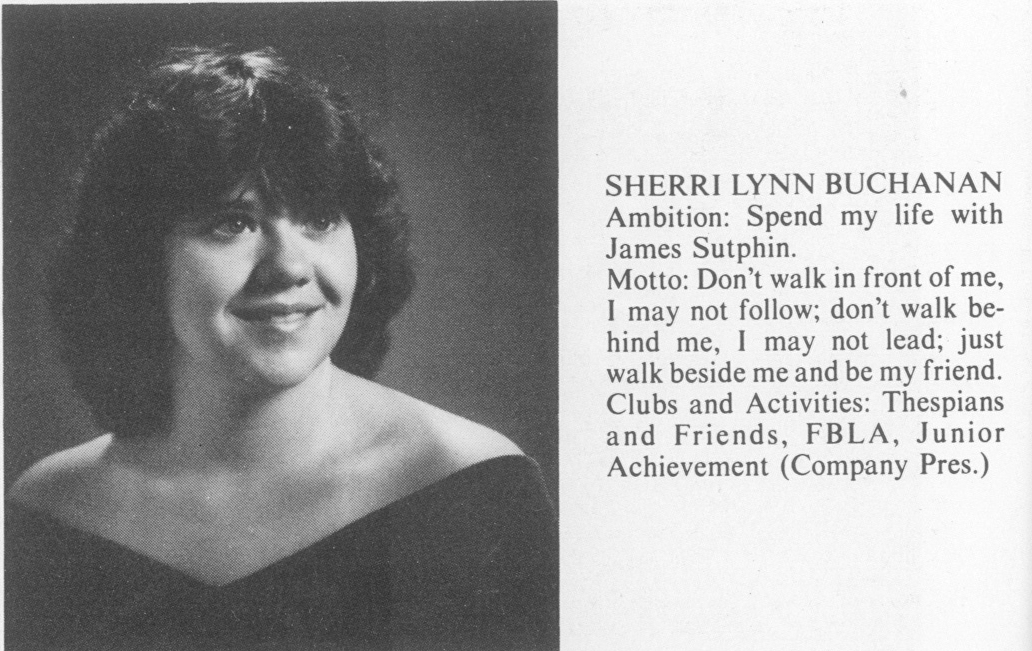 SHERRI LYNN BUCHANAN
Ambition: Spend my life with
James Sutphin.
Motto: Don't walk in front of me,
I may not follow; don't walk be-
hind me, I may not lead; just
walk beside me and be my friend.
Clubs and Activities: Thespians
and Friends, FBLA, Junior
Achievement (Company Pres.)